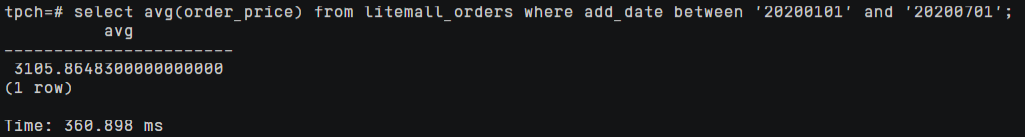 tpch=# select avg(order_price) from litemall_orders where add_date between '20200101' and '20200701';
avg
-----------------------
3105.8648300000000000
(1 row)
Time: 360.898 ms